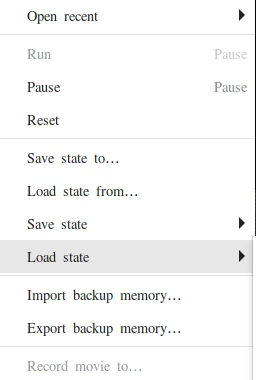 Open recent
Run Pause
Pause Pause
Reset
Save state to...
Load state from...
Save state
Load state
Import backup memory...
Export backup memory...
Record movie to...